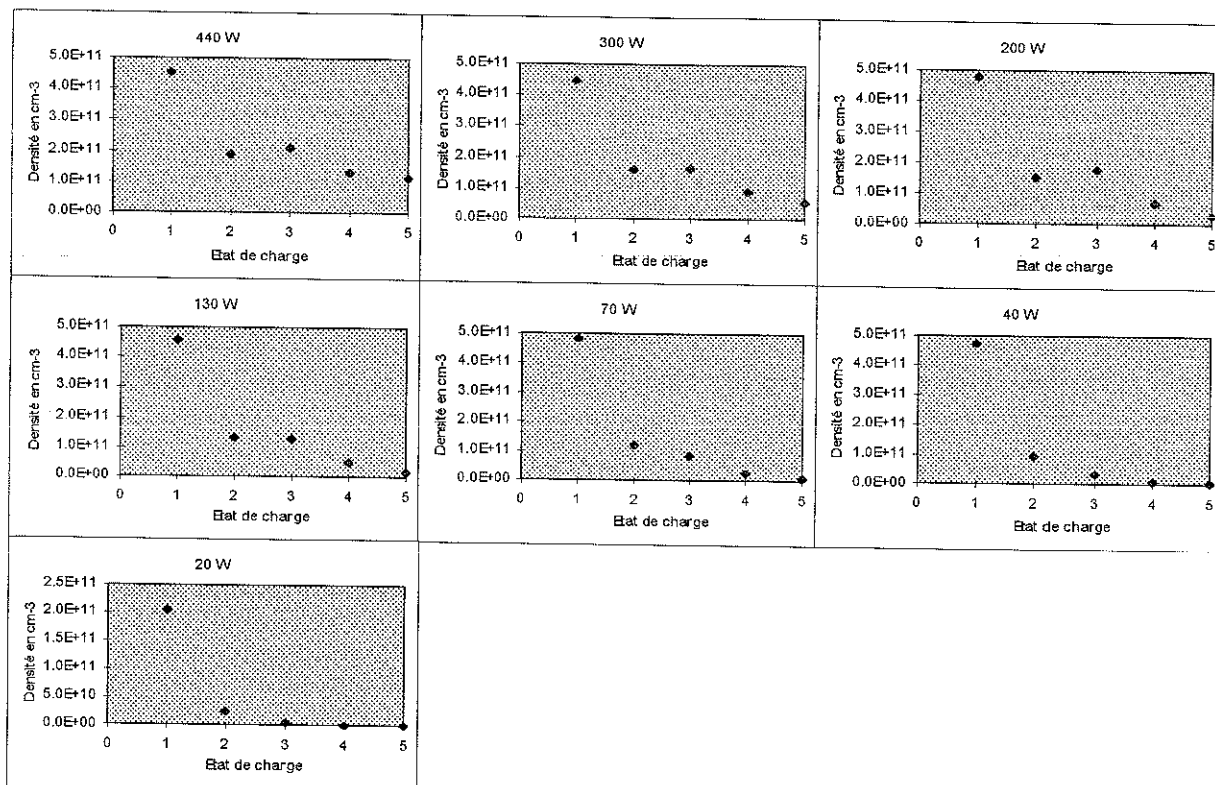 440 W
Densité en cm-3
5.0E+11
4.0E+11
3.0E+11
2.0E+11
1.0E+11
0.0E+00
0 1 2 3 4 5
Etat de charge
300 W
Densité en cm-3
5.0E+11
4.0E+11
3.0E+11
2.0E+11
1.0E+11
0.0E+00
0 1 2 3 4 5
Etat de charge
200 W
Densité en cm-3
5.0E+11
4.0E+11
3.0E+11
2.0E+11
1.0E+11
0.0E+00
0 1 2 3 4 5
Etat de charge
130 W
Densité en cm-3
5.0E+11
4.0E+11
3.0E+11
2.0E+11
1.0E+11
0.0E+00
0 1 2 3 4 5
Etat de charge
70 W
Densité en cm-3
5.0E+11
4.0E+11
3.0E+11
2.0E+11
1.0E+11
0.0E+00
0 1 2 3 4 5
Etat de charge
40 W
Densité en cm-3
5.0E+11
4.0E+11
3.0E+11
2.0E+11
1.0E+11
0.0E+00
0 1 2 3 4 5
Etat de charge
20 W
Densité en cm-3
2.5E+11
2.0E+11
1.5E+11
1.0E+11
5.0E+10
0.0E+00
0 1 2 3 4 5
Etat de charge